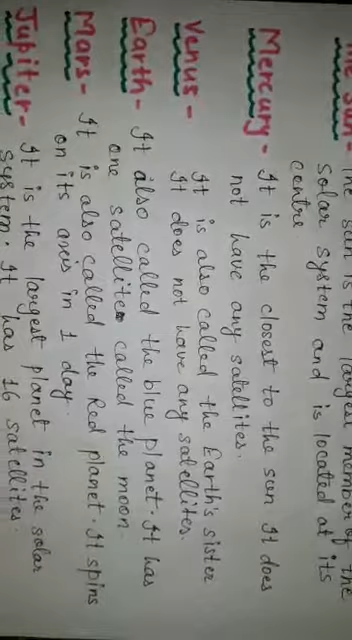 The Sun- The sun is the largest member of the
solar system and is located at its
centre
Mercury- It is the closest to the sun It does
not have any satellites.
Venus - It is also called the Earth's sister
It does not have any satellites.
Earth- It also called the blue planet. It has
one satellite called the moon.
Mars- It is also called the Red planet. It spins
on its axis in 1 day.
Jupiter- It is the largest planet in the solar
system. It has 16 satellites.